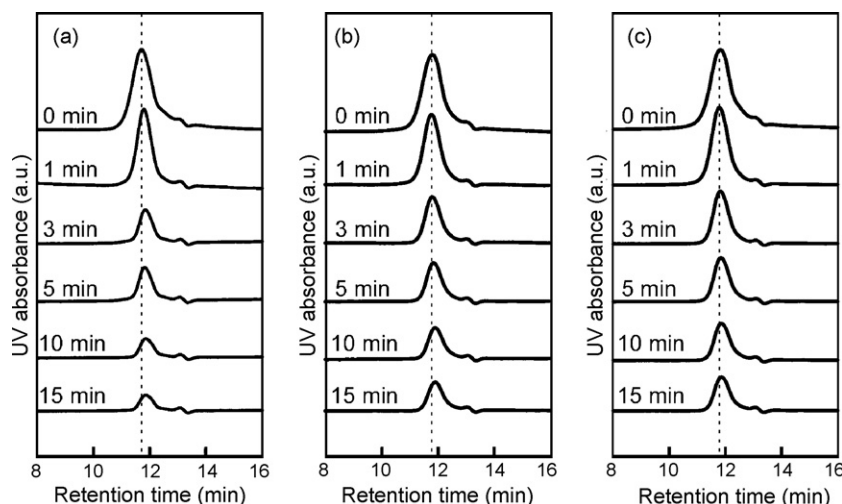 (a)
0 min
1 min
3 min
5 min
10 min
15 min
UV absorbance (a.u.)
8 10 12 14 16
Retention time (min)
(b)
0 min
1 min
3 min
5 min
10 min
15 min
UV absorbance (a.u.)
8 10 12 14 16
Retention time (min)
(c)
0 min
1 min
3 min
5 min
10 min
15 min
UV absorbance (a.u.)
8 10 12 14 16
Retention time (min)